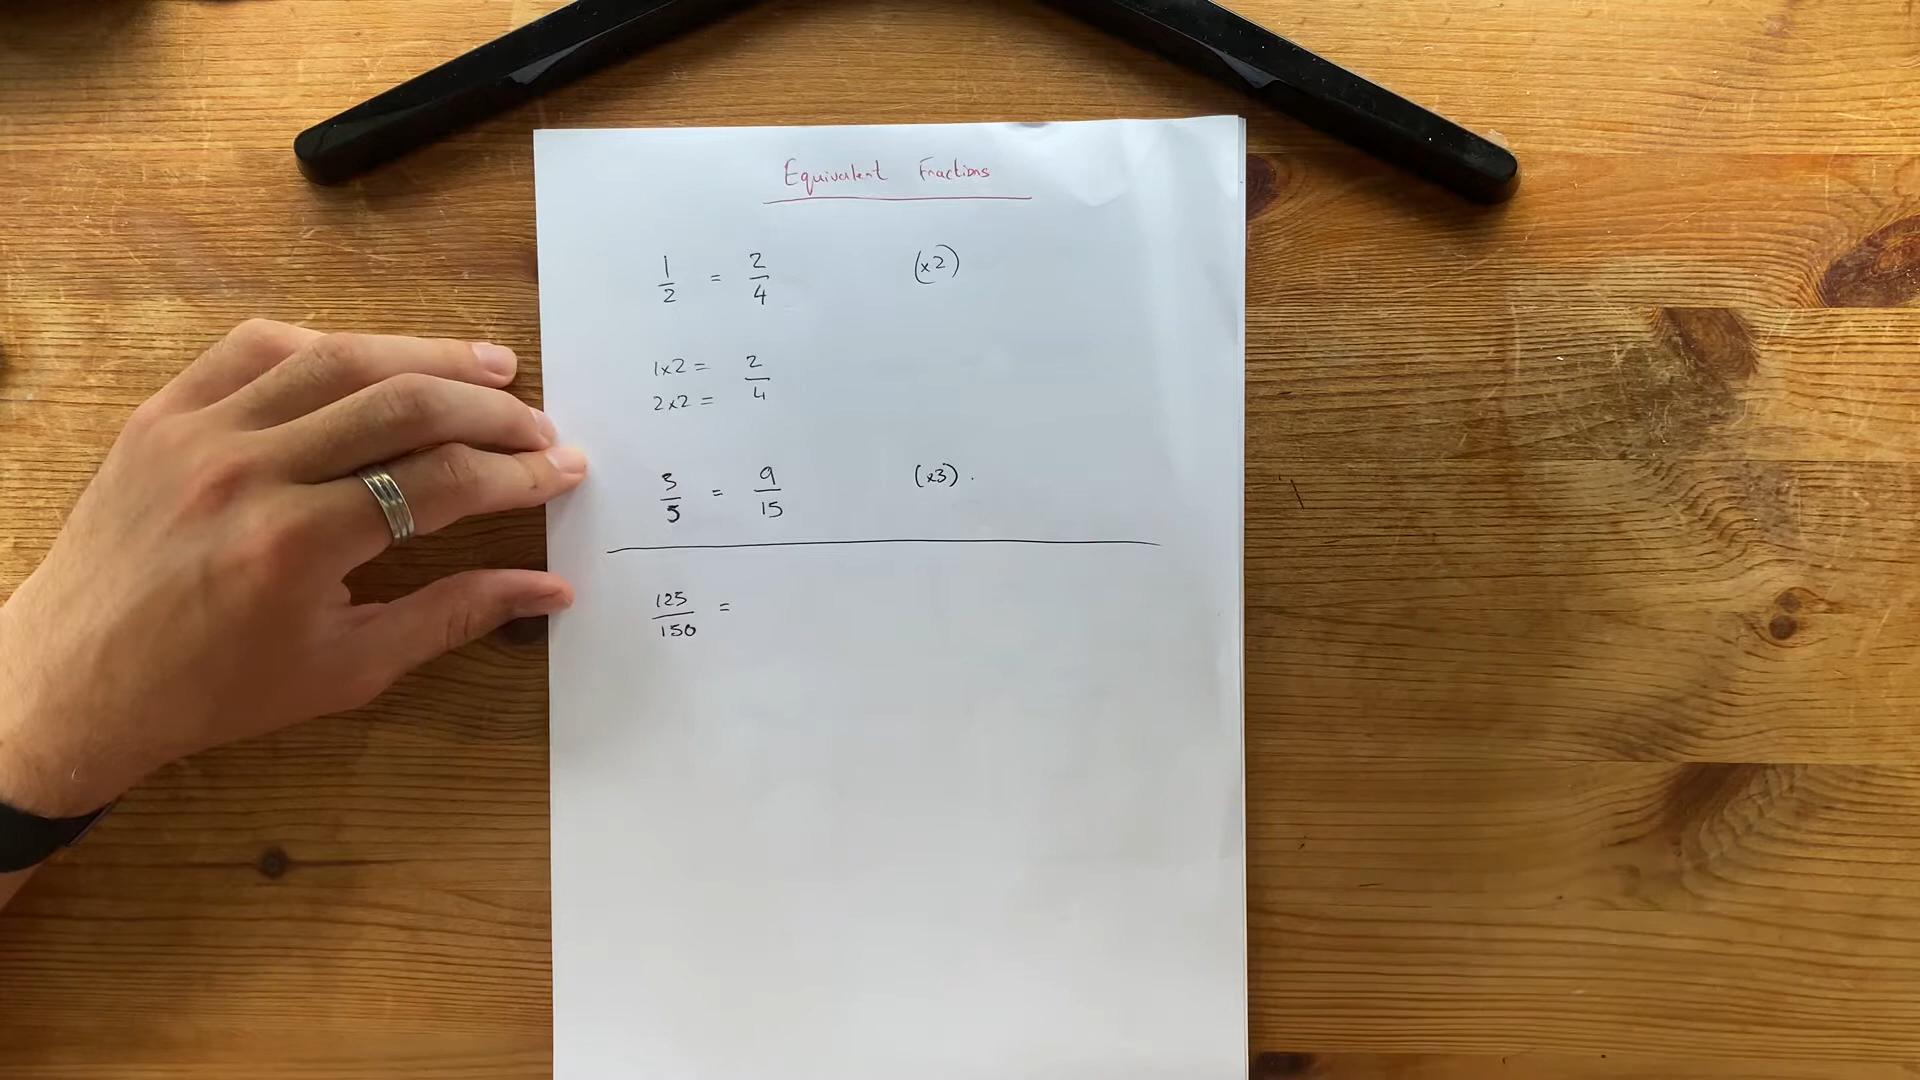 Equivalent Fractions
1/2 = 2/4 (x2)
1x2 = 2
2x2 = 4
3/5 = 9/15 (x3).
125/150 =